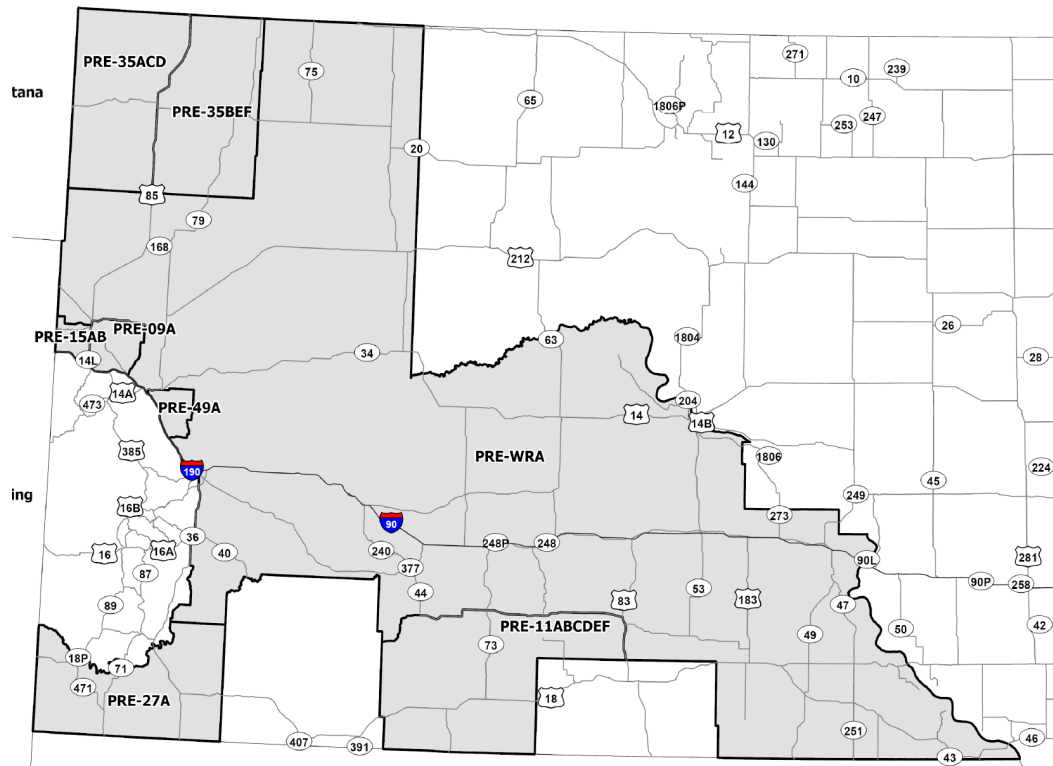 271
239
PRE-35ACD
75
10
tana
65
1806P
PRE-35BEF
247
253
12
130
20
144
85
79
168
212
26
PRE-09A
PRE-15AB
63
1804
34
28
14L
14A
473
PRE-49A
204
14
14B
385
PRE-WRA
1806
190
224
45
ing
249
16B
273
90
36
248P
248
16
16A
240
40
281
90L
377
87
90P
258
44
53
83
183
89
47
42
PRE-11ABCDEF
50
49
73
18P
71
471
18
PRE-27A
251
46
407
391
43